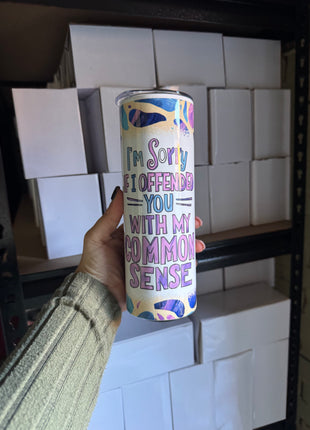 I'm Sorry
IF I OFFENDED
YOU
WITH MY
COMMON
SENSE